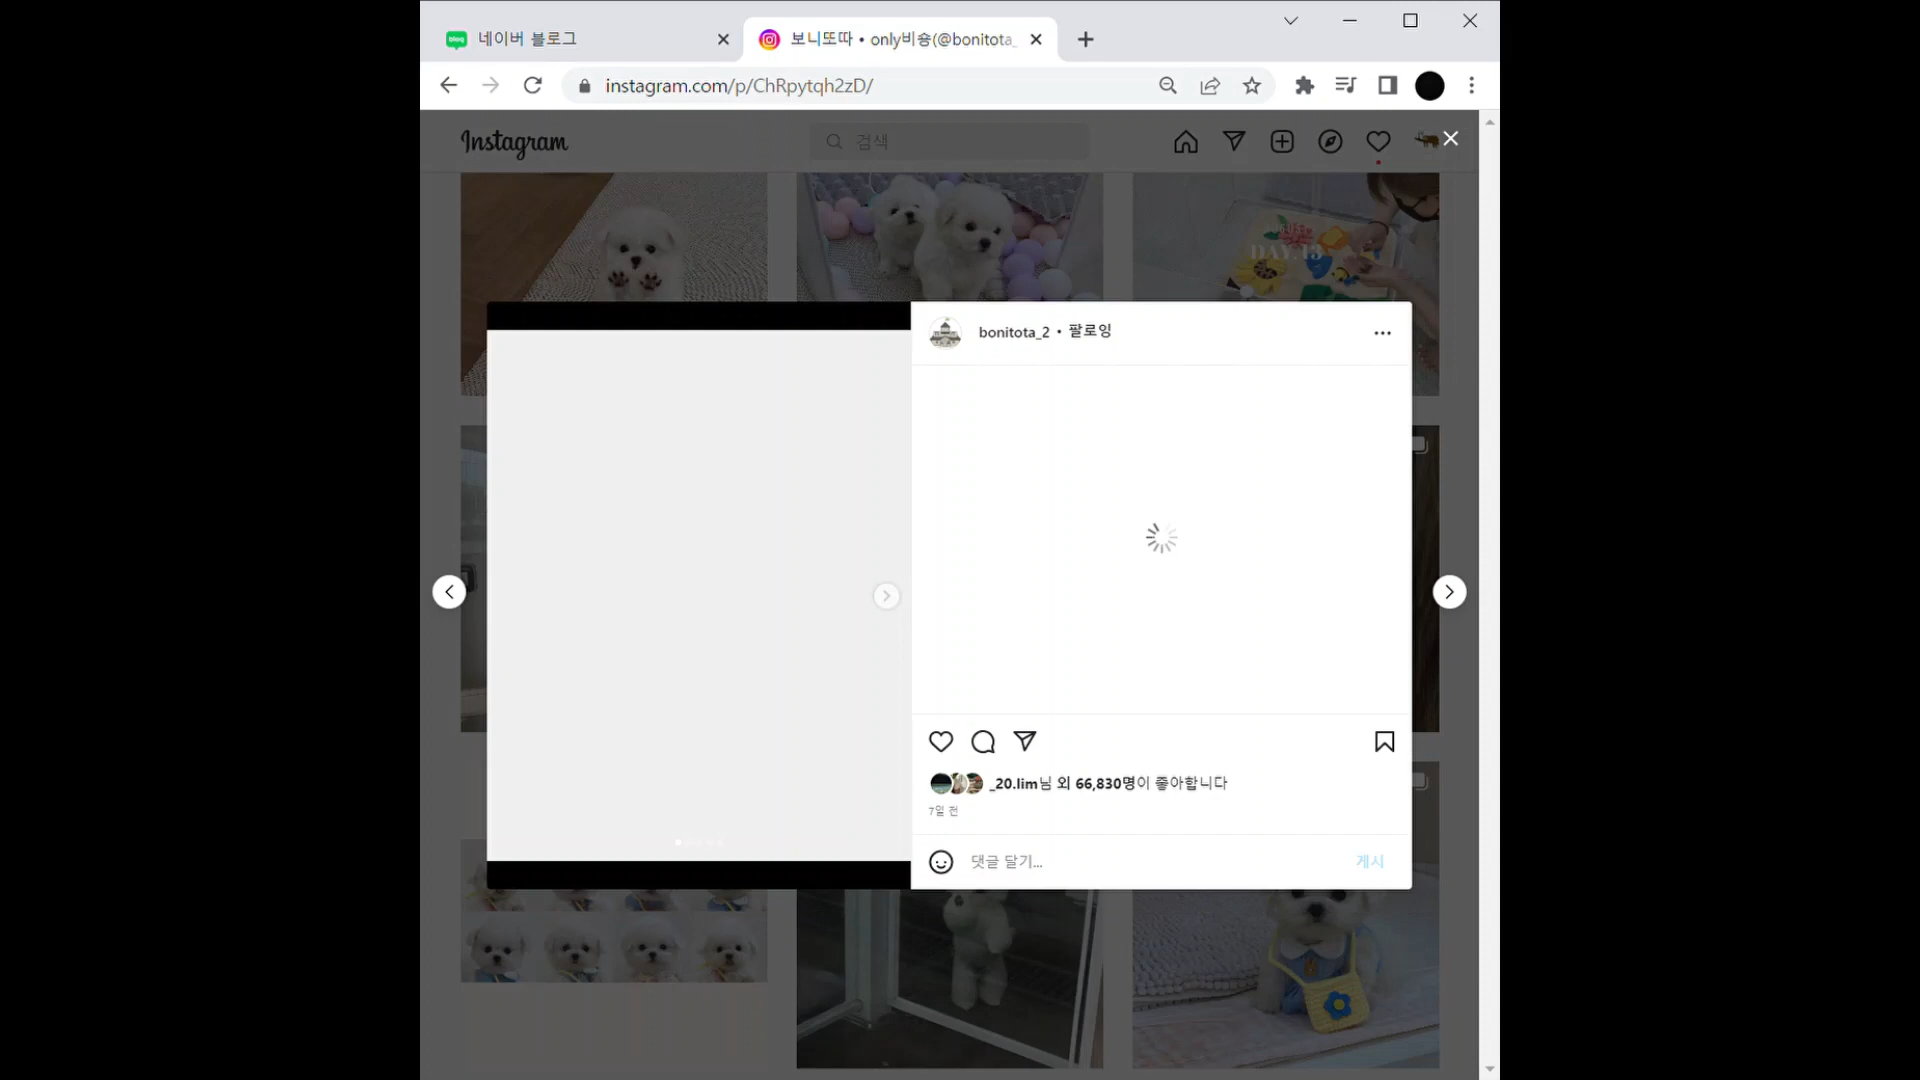 네이버 블로그
보니또따 • only비숑(@bonitota_
instagram.com/p/ChRpytqh2zD/
Instagram
검색
DAY.13
bonitota_2 • 팔로잉
_20.lim님 외 66,830명이 좋아합니다
7일 전
댓글 달기...
게시